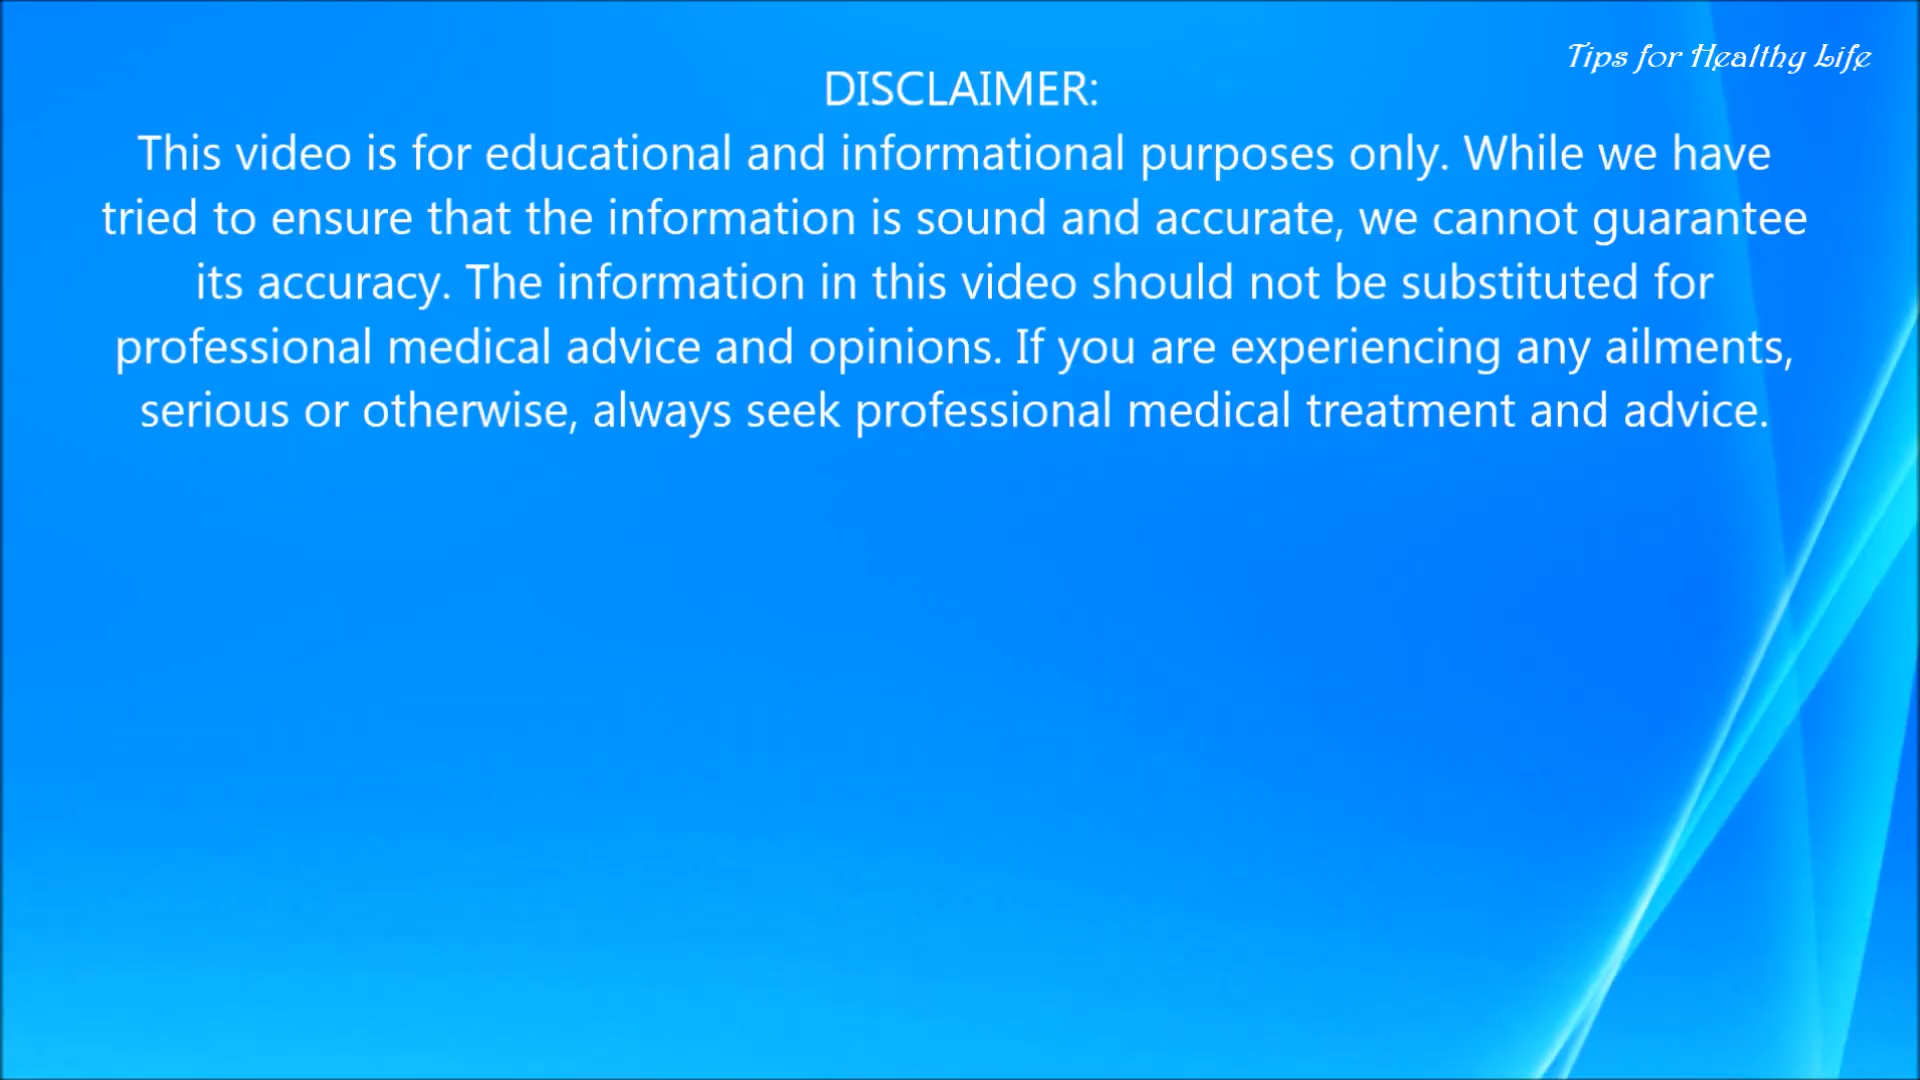 Tips for Healthy Life
DISCLAIMER:
This video is for educational and informational purposes only. While we have
tried to ensure that the information is sound and accurate, we cannot guarantee
its accuracy. The information in this video should not be substituted for
professional medical advice and opinions. If you are experiencing any ailments,
serious or otherwise, always seek professional medical treatment and advice.